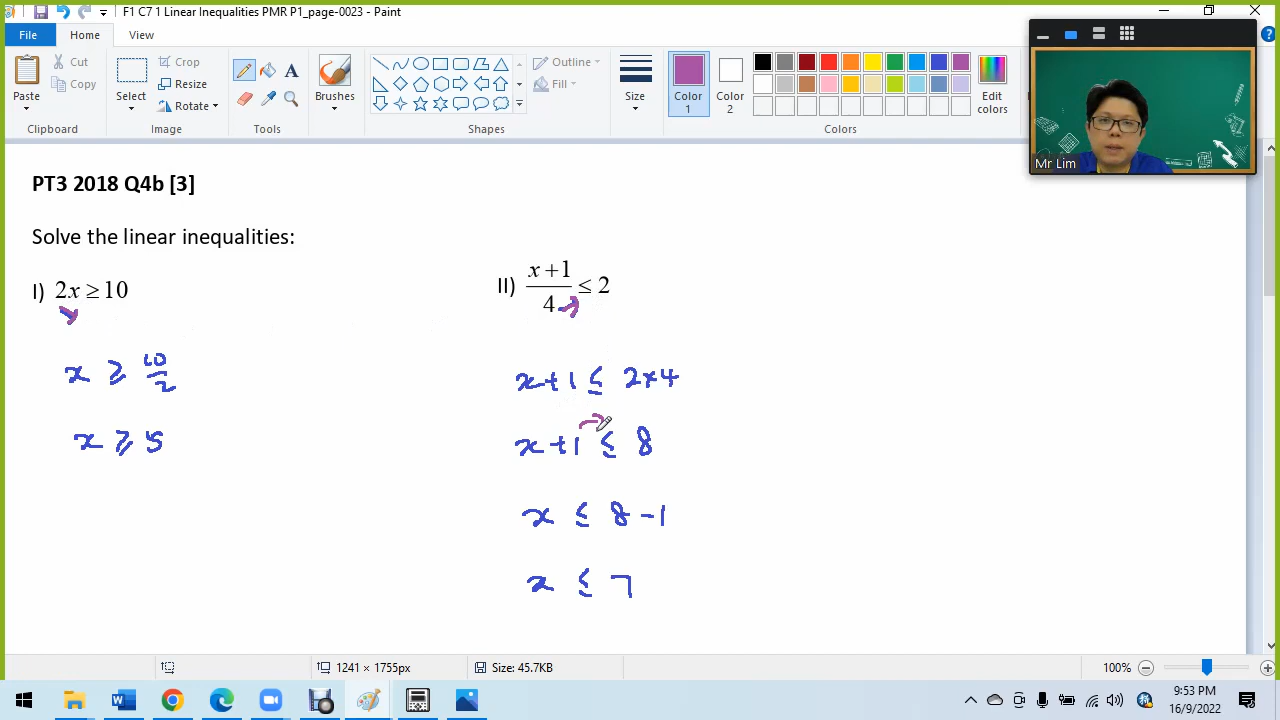 F1 C7 1 Linear Inequalities PMR P1_page-0023 - Paint
File Home View
Paste Cut Copy Clipboard
Select Crop Resize Rotate Image
Tools
Brushes
Outline Fill Shapes
Size
Color 1 Color 2 Edit colors Colors
Mr Lim
PT3 2018 Q4b [3]
Solve the linear inequalities:
I) 2x ≥ 10
x ≥ 10/2
x ≥ 5
II) (x+1)/4 ≤ 2
x+1 ≤ 2×4
x+1 ≤ 8
x ≤ 8-1
x ≤ 7
1241 × 1755px Size: 45.7KB 100%
9:53 PM
16/9/2022